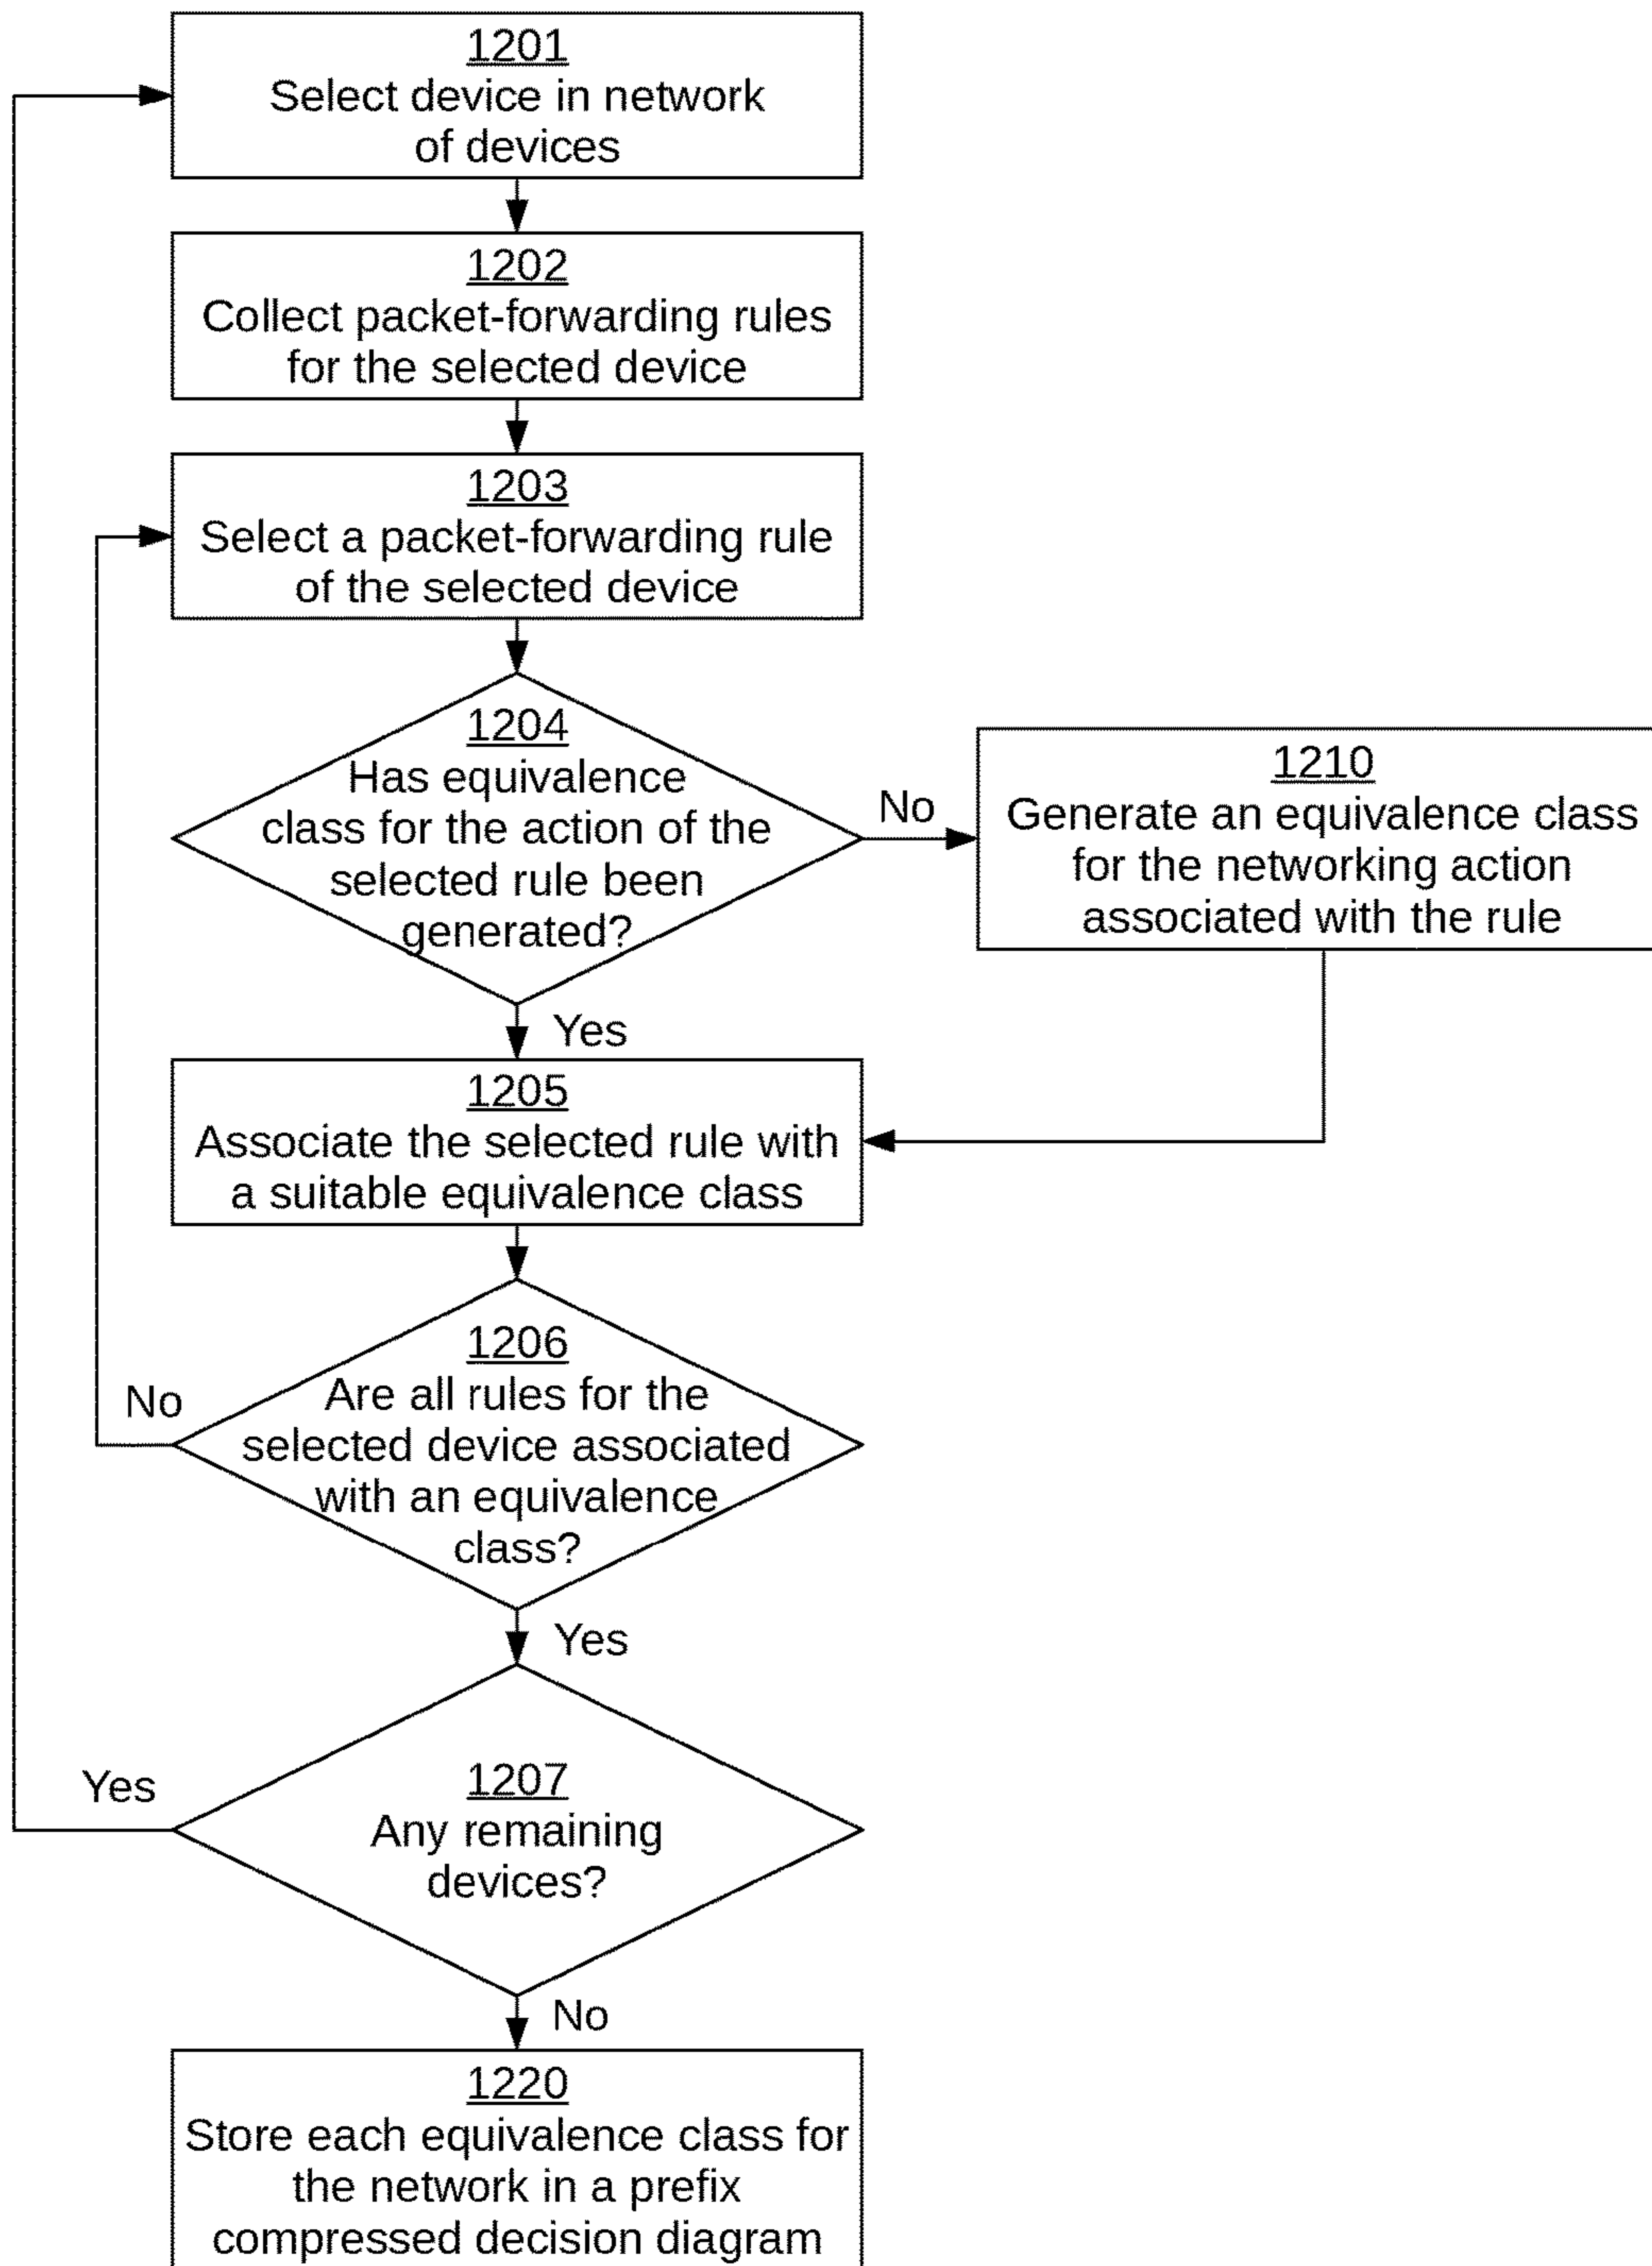 1201
Select device in network
of devices
1202
Collect packet-forwarding rules
for the selected device
1203
Select a packet-forwarding rule
of the selected device
1204
Has equivalence
class for the action of the
selected rule been
generated?
No
1210
Generate an equivalence class
for the networking action
associated with the rule
Yes
1205
Associate the selected rule with
a suitable equivalence class
1206
Are all rules for the
selected device associated
with an equivalence
class?
No
Yes
1207
Any remaining
devices?
Yes
No
1220
Store each equivalence class for
the network in a prefix
compressed decision diagram